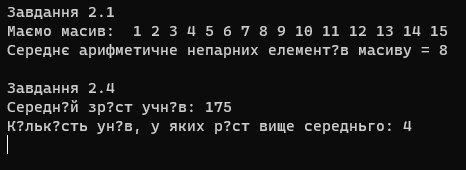 Завдання 2.1
Маємо масив:  1 2 3 4 5 6 7 8 9 10 11 12 13 14 15
Середнє арифметичне непарних елемент?в масиву = 8
Завдання 2.4
Середн?й зр?ст учн?в: 175
К?льк?сть ун?в, у яких р?ст вище середньго: 4